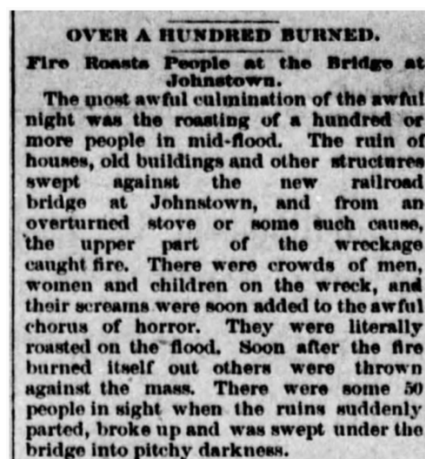 OVER A HUNDRED BURNED.
Fire Roasts People at the Bridge at
Johnstown.
The most awful culmination of the awful
night was the roasting of a hundred or
more people in mid-flood. The ruin of
houses, old buildings and other structures
swept against the new railroad
bridge at Johnstown, and from an
overturned stove or some such cause,
the upper part of the wreckage
caught fire. There were crowds of men,
women and children on the wreck, and
their screams were soon added to the awful
chorus of horror. They were literally
roasted on the flood. Soon after the fire
burned itself out others were thrown
against the mass. There were some 50
people in sight when the ruins suddenly
parted, broke up and was swept under the
bridge into pitchy darkness.